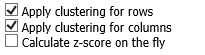 Apply clustering for rows
Apply clustering for columns
Calculate z-score on the fly